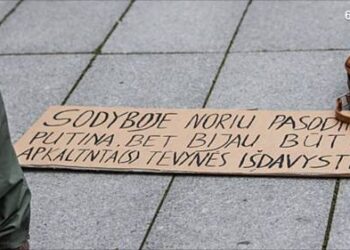 SODYBOJE NORIU PASODI
PUTINĄ. BET BIJAU BŪT
APKALTINTA(S) TĖVYNĖS IŠDAVYST